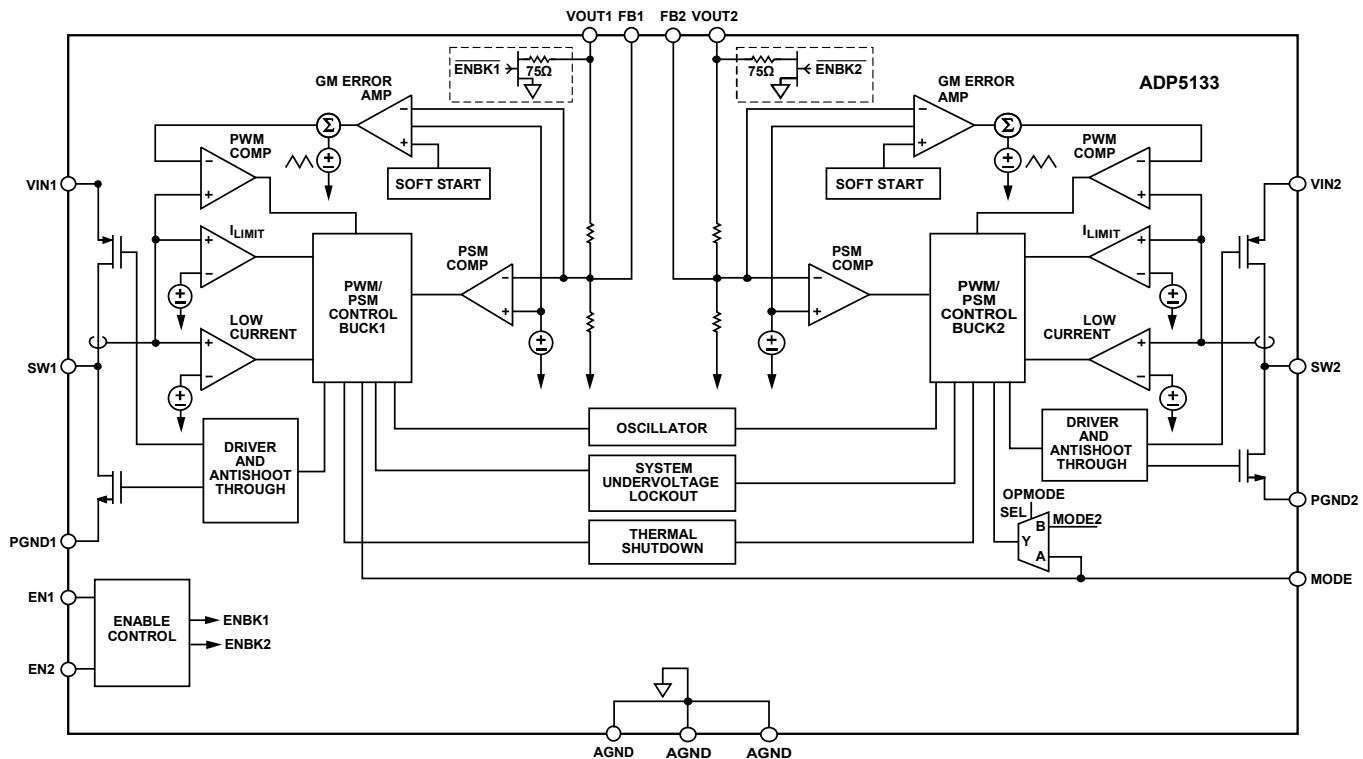 VOUT1 FB1 FB2 VOUT2
ENBK1
75Ω
75Ω
ENBK2
ADP5133
GM ERROR
AMP
GM ERROR
AMP
PWM
COMP
Σ
SOFT START
SOFT START
Σ
PWM
COMP
VIN1
VIN2
ILIMIT
PSM
COMP
PSM
COMP
ILIMIT
PWM/
PSM
CONTROL
BUCK1
PWM/
PSM
CONTROL
BUCK2
LOW
CURRENT
LOW
CURRENT
SW1
SW2
DRIVER
AND
ANTISHOOT
THROUGH
OSCILLATOR
SYSTEM
UNDERVOLTAGE
LOCKOUT
THERMAL
SHUTDOWN
DRIVER
AND
ANTISHOOT
THROUGH
OPMODE
SEL
B
MODE2
Y
A
PGND1
PGND2
MODE
EN1
EN2
ENABLE
CONTROL
ENBK1
ENBK2
AGND AGND AGND